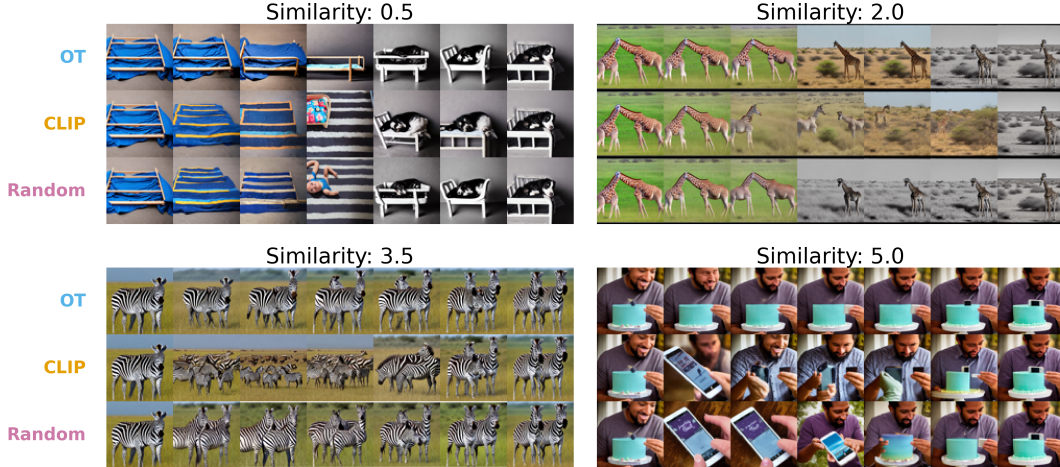 Similarity: 0.5
Similarity: 2.0
OT
CLIP
Random
Similarity: 3.5
Similarity: 5.0
OT
CLIP
Random